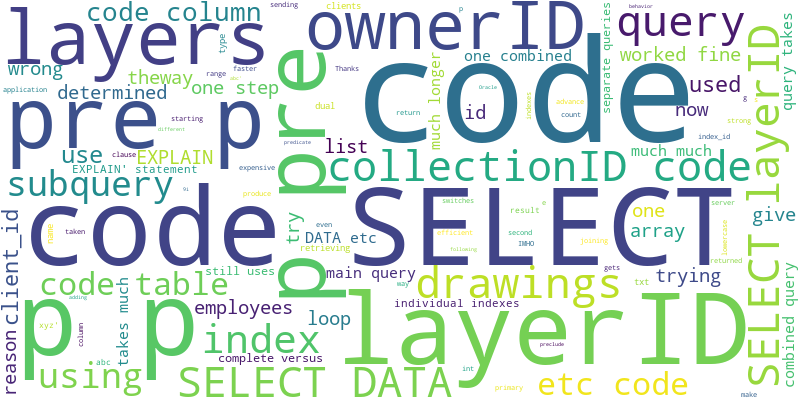 code column
layers
ownerID
query
sending
clients
p
behavior
type
faster
abc'
wrong
theway
one step
range
one combined
separate queries
worked fine
layerID
query takes
determined
application
Thanks
dual
much longer
code
used
now
id
pre p
p
pre
starting
different
return
Oracle
indexes
advance
count
g
strong
index_id
use
EXPLAIN
clause
list
predicate
much much
EXPLAIN' statement
expensive
collectionID code
subquery
9i
produce
try
code SELECT
one
give
client_id
name
taken
DATA etc
retrieving
switches
efficient
following
result
second
IMHO
e
even
joining
array
server
lowercase
returned
SELECT
reason
code table
still uses
main query
may
drawings
gets
txt
trying
combined query
takes much
adding
employees
individual indexes
p p
xyz'
column
index
loop
layerID
preclude
complete versus
abc
int
using
SELECT DATA
primary
etc code
make